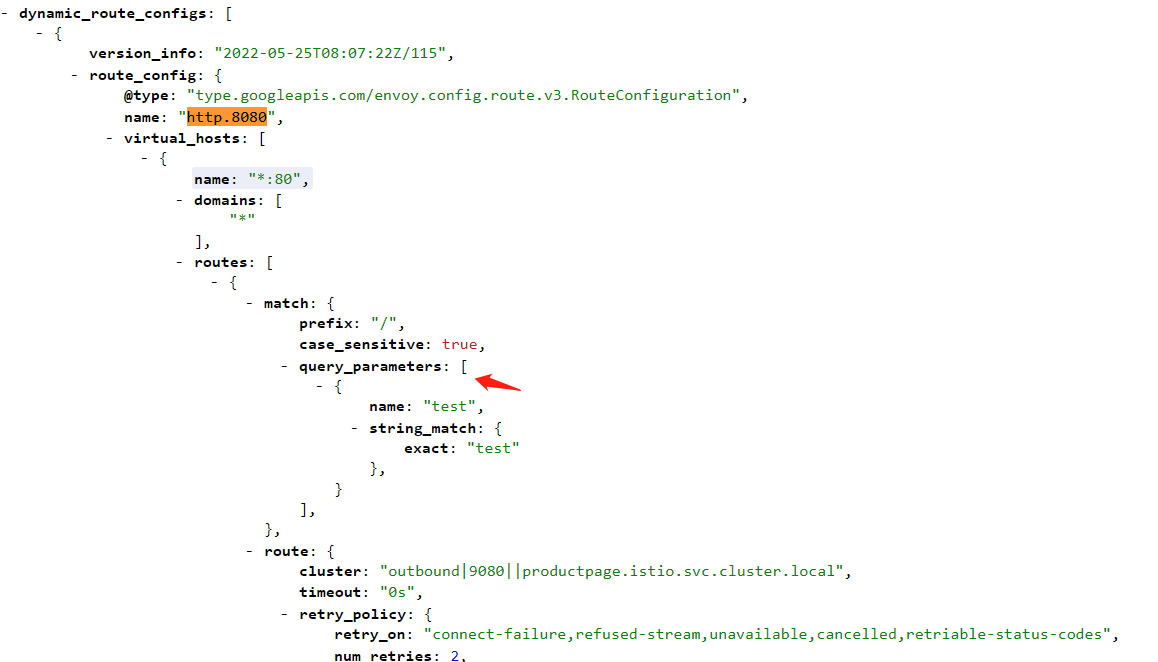 - dynamic_route_configs: [
- {
version_info: "2022-05-25T08:07:22Z/115",
- route_config: {
@type: "type.googleapis.com/envoy.config.route.v3.RouteConfiguration",
name: "http.8080",
- virtual_hosts: [
- {
name: "*:80",
- domains: [
"*"
],
- routes: [
- {
- match: {
prefix: "/",
case_sensitive: true,
- query_parameters: [
- {
name: "test",
- string_match: {
exact: "test"
},
}
],
},
- route: {
cluster: "outbound|9080||productpage.istio.svc.cluster.local",
timeout: "0s",
- retry_policy: {
retry_on: "connect-failure,refused-stream,unavailable,cancelled,retriable-status-codes",
num_retries: 2,